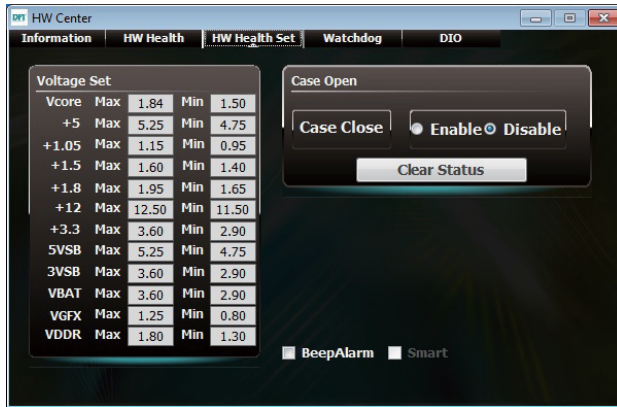 DFI HW Center
Information HW Health HW Health Set Watchdog DIO
Voltage Set
Vcore Max 1.84 Min 1.50
+5 Max 5.25 Min 4.75
+1.05 Max 1.15 Min 0.95
+1.5 Max 1.60 Min 1.40
+1.8 Max 1.95 Min 1.65
+12 Max 12.50 Min 11.50
+3.3 Max 3.60 Min 2.90
5VSB Max 5.25 Min 4.75
3VSB Max 3.60 Min 2.90
VBAT Max 3.60 Min 2.90
VGFX Max 1.25 Min 0.80
VDDR Max 1.80 Min 1.30
Case Open
Case Close Enable Disable
Clear Status
BeepAlarm Smart